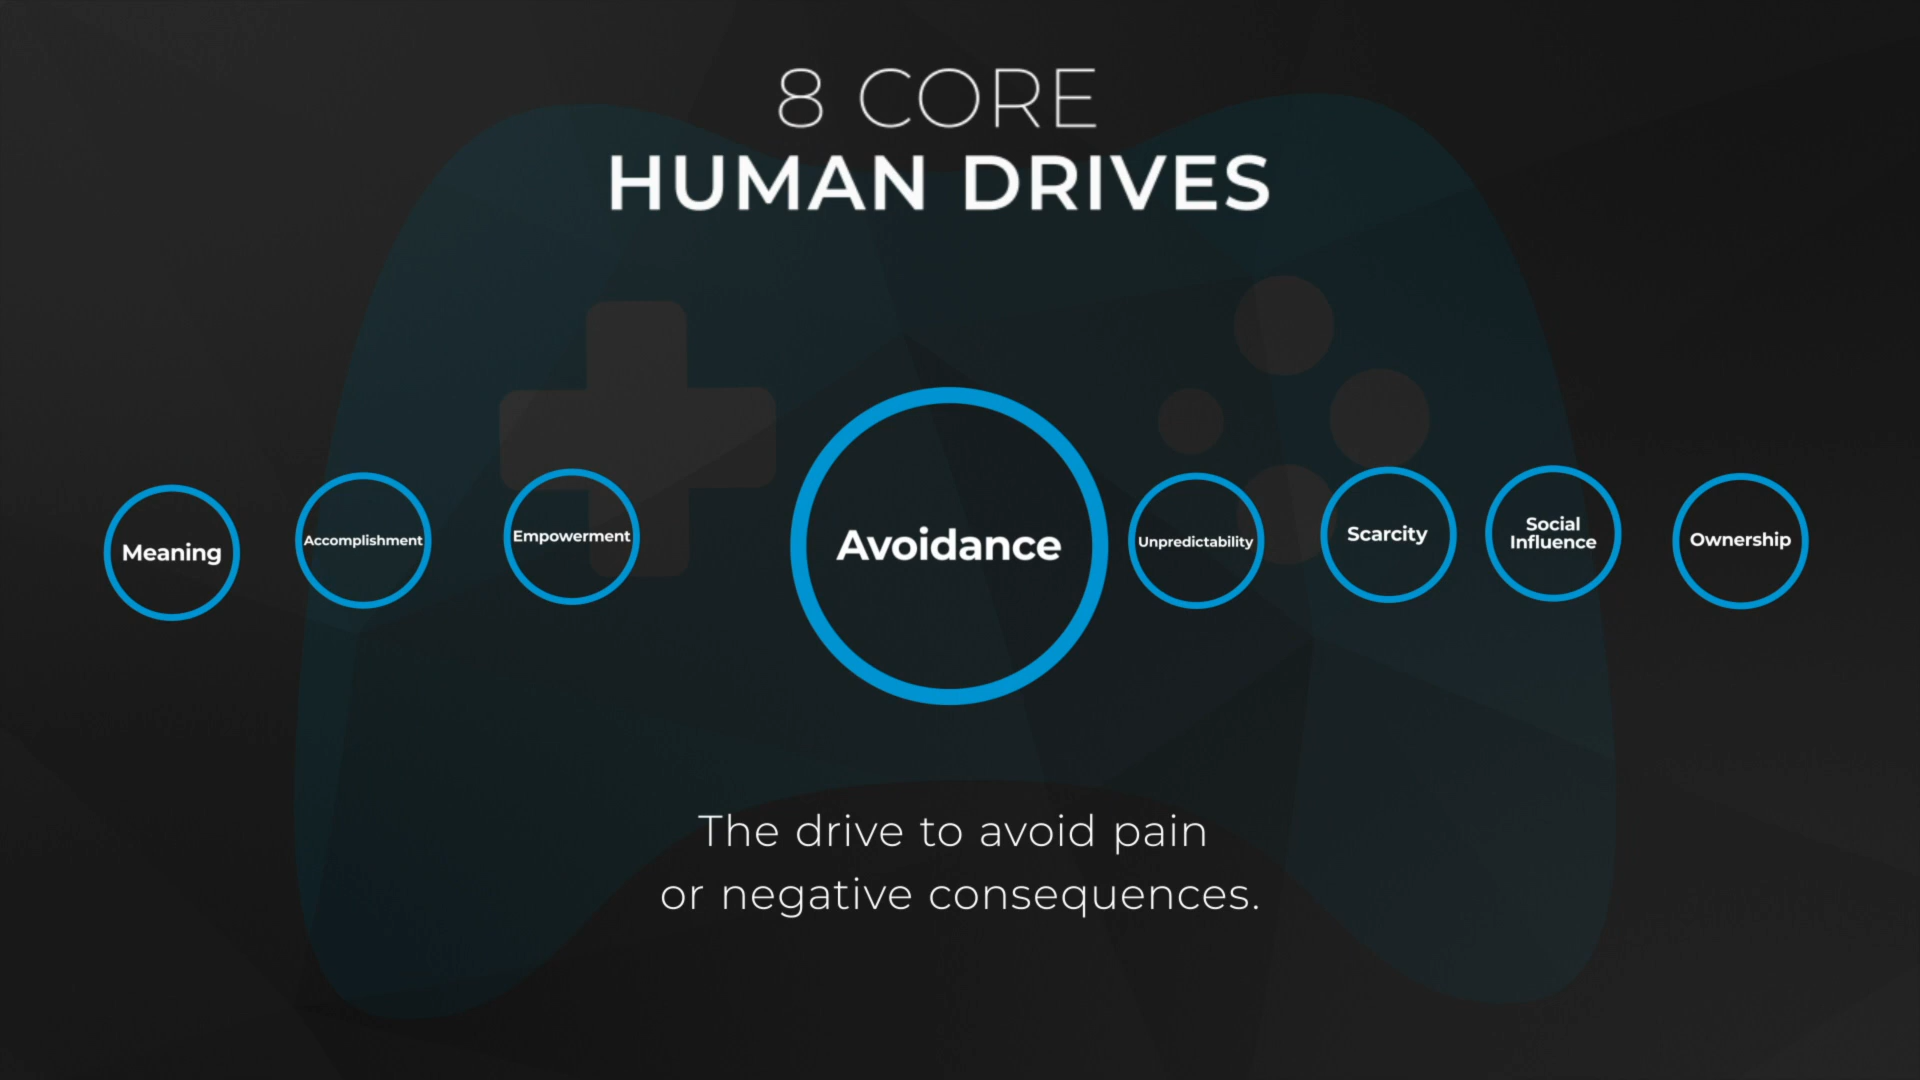 8 CORE
HUMAN DRIVES
Meaning
Accomplishment
Empowerment
Avoidance
Unpredictability
Scarcity
Social
Influence
Ownership
The drive to avoid pain
or negative consequences.